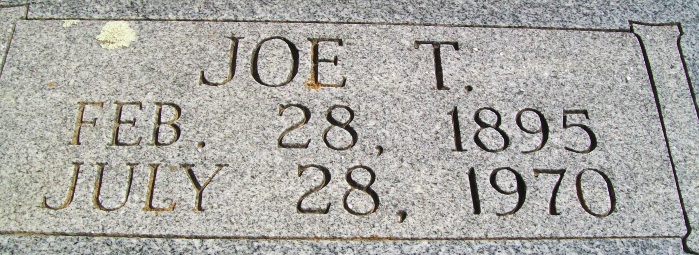 JOE T.
FEB. 28, 1895
JULY 28, 1970